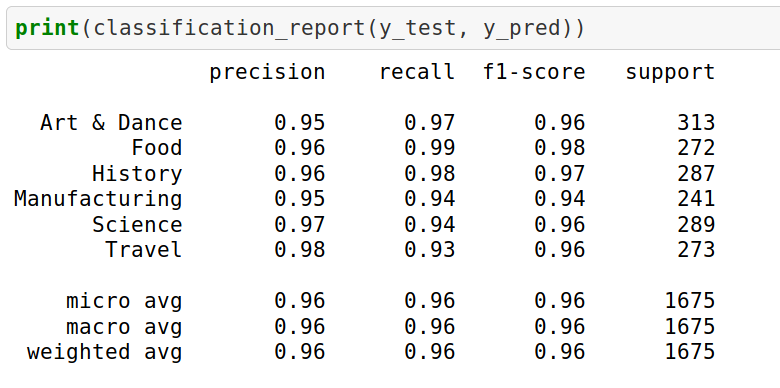 print(classification_report(y_test, y_pred))
precision recall f1-score support
Art & Dance 0.95 0.97 0.96 313
Food 0.96 0.99 0.98 272
History 0.96 0.98 0.97 287
Manufacturing 0.95 0.94 0.94 241
Science 0.97 0.94 0.96 289
Travel 0.98 0.93 0.96 273
micro avg 0.96 0.96 0.96 1675
macro avg 0.96 0.96 0.96 1675
weighted avg 0.96 0.96 0.96 1675